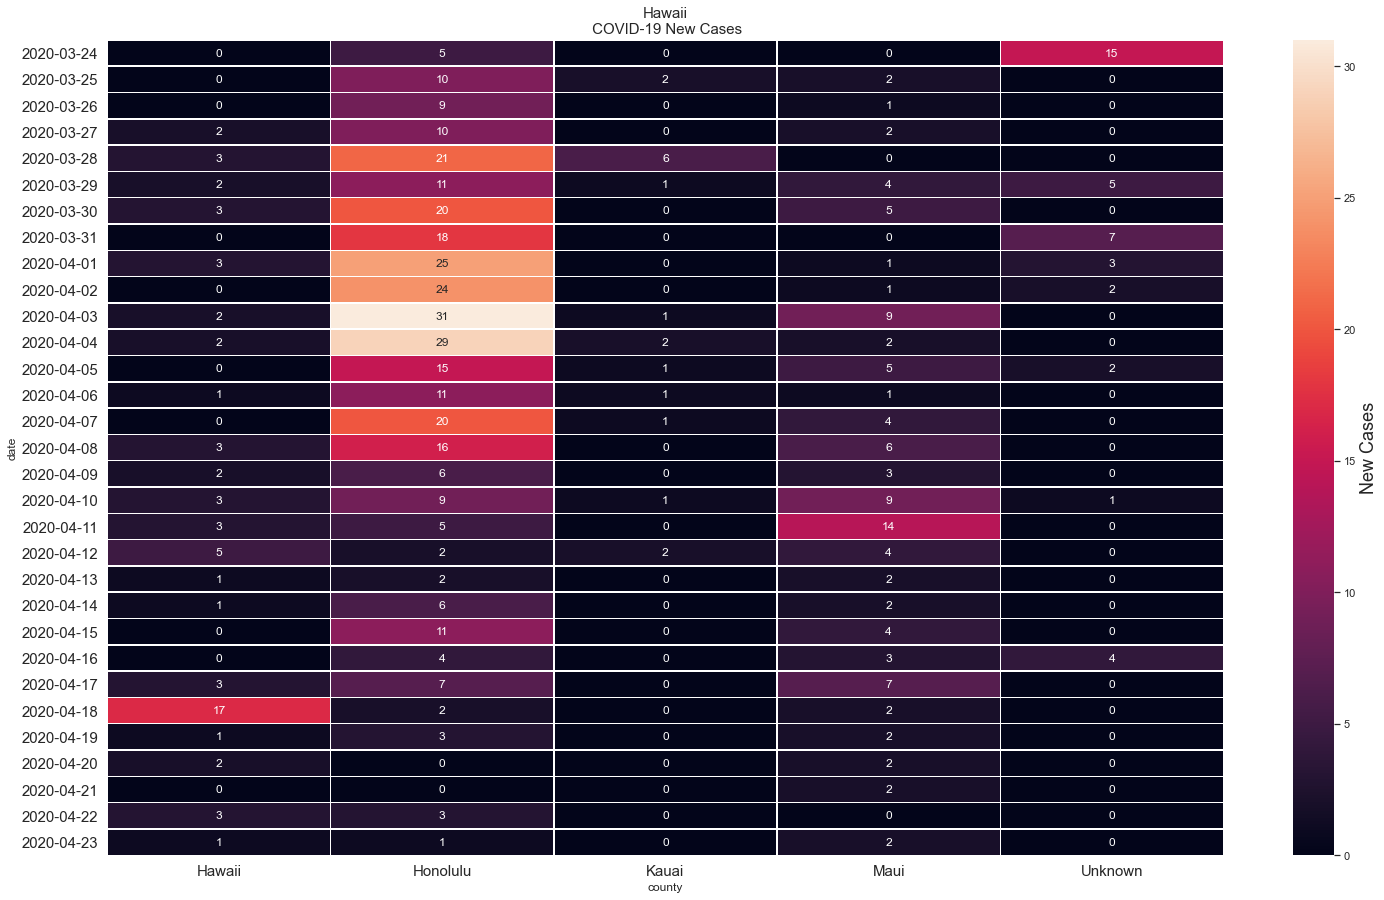 Hawaii
COVID-19 New Cases
2020-03-24 0 5 0 0 15
2020-03-25 0 10 2 2 0
2020-03-26 0 9 0 1 0
2020-03-27 2 10 0 2 0
2020-03-28 3 21 6 0 0
2020-03-29 2 11 1 4 5
2020-03-30 3 20 0 5 0
2020-03-31 0 18 0 0 7
2020-04-01 3 25 0 1 3
2020-04-02 0 24 0 1 2
2020-04-03 2 31 1 9 0
2020-04-04 2 29 2 2 0
2020-04-05 0 15 1 5 2
2020-04-06 1 11 1 1 0
2020-04-07 0 20 1 4 0
2020-04-08 3 16 0 6 0
2020-04-09 2 6 0 3 0
2020-04-10 3 9 1 9 1
2020-04-11 3 5 0 14 0
2020-04-12 5 2 2 4 0
2020-04-13 1 2 0 2 0
2020-04-14 1 6 0 2 0
2020-04-15 0 11 0 4 0
2020-04-16 0 4 0 3 4
2020-04-17 3 7 0 7 0
2020-04-18 17 2 0 2 0
2020-04-19 1 3 0 2 0
2020-04-20 2 0 0 2 0
2020-04-21 0 0 0 2 0
2020-04-22 3 3 0 0 0
2020-04-23 1 1 0 2 0
Hawaii Honolulu Kauai Maui Unknown
county
date
30
25
20
15
10
5
0
New Cases